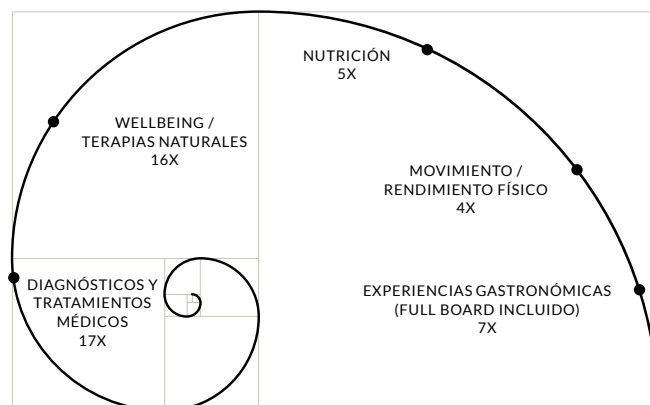 NUTRICIÓN
5X
WELLBEING /
TERAPIAS NATURALES
16X
MOVIMIENTO /
RENDIMIENTO FÍSICO
4X
DIAGNÓSTICOS Y
TRATAMIENTOS
MÉDICOS
17X
EXPERIENCIAS GASTRONÓMICAS
(FULL BOARD INCLUIDO)
7X